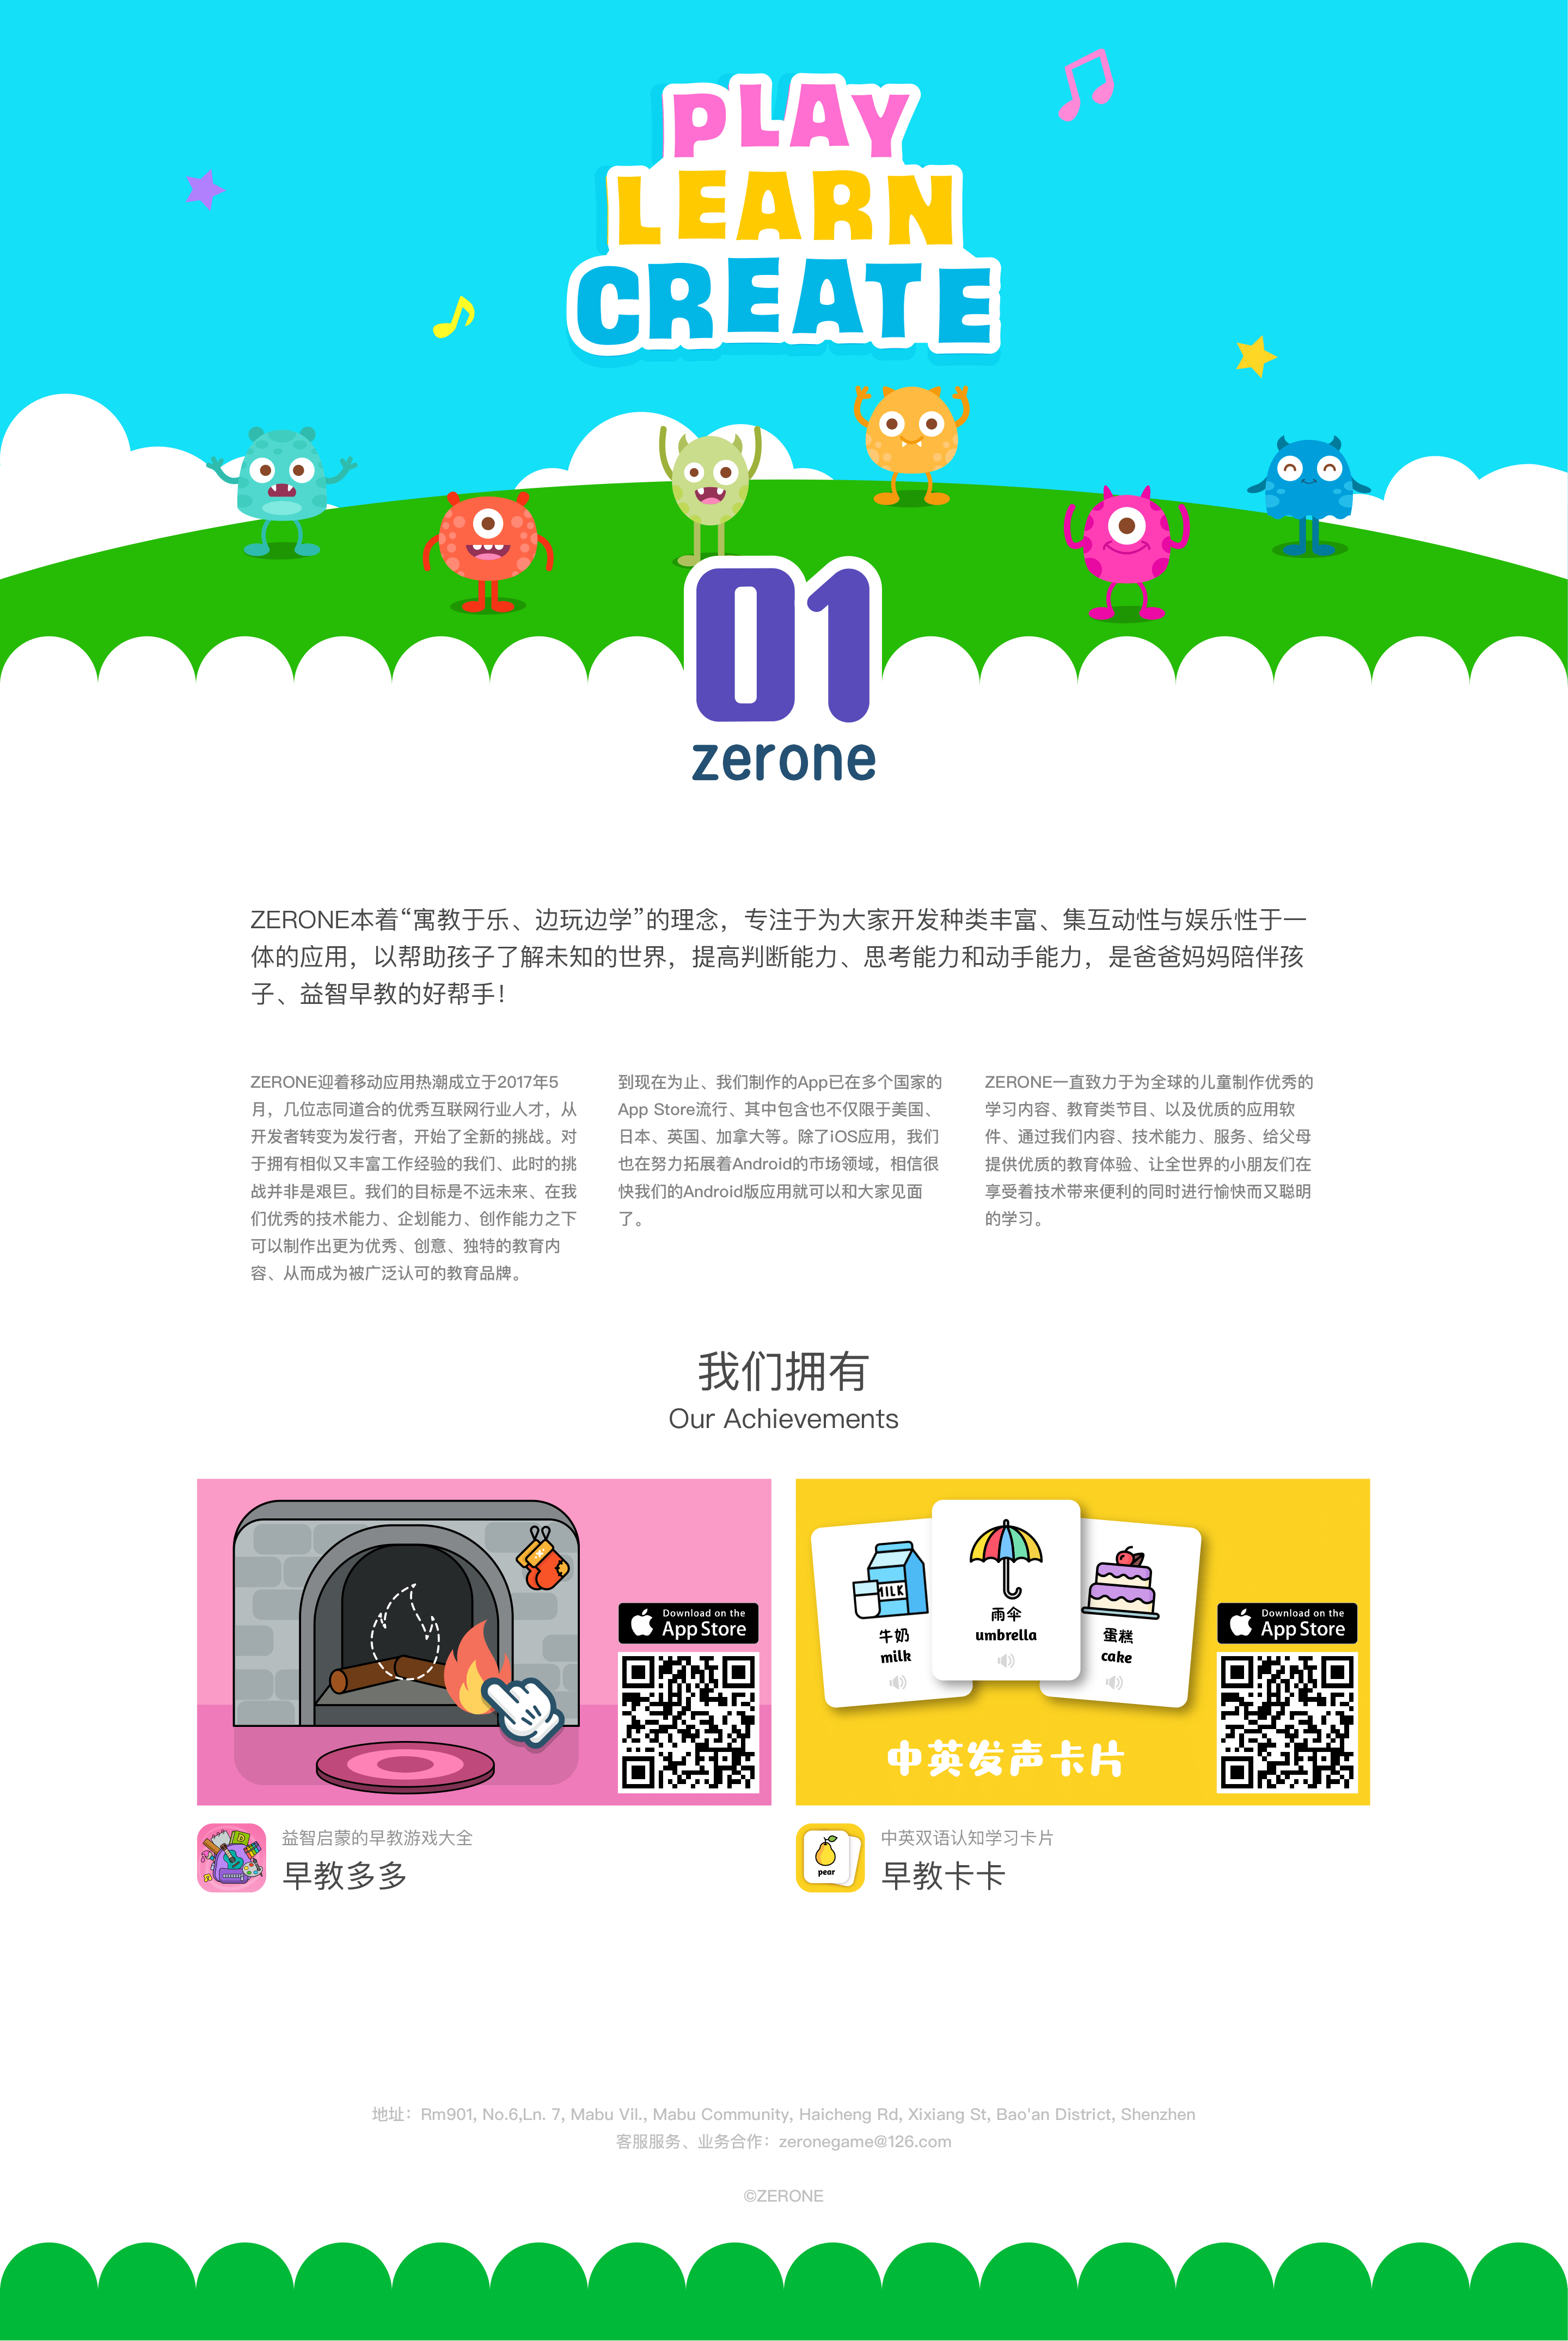 PLAY
LEARN
CREATE
01
zerone
ZERONE本着“寓教于乐、边玩边学”的理念，专注于为大家开发种类丰富、集互动性与娱乐性于一
体的应用，以帮助孩子了解未知的世界，提高判断能力、思考能力和动手能力，是爸爸妈妈陪伴孩
子、益智早教的好帮手！
ZERONE迎着移动应用热潮成立于2017年5
月，几位志同道合的优秀互联网行业人才，从
开发者转变为发行者，开始了全新的挑战。对
于拥有相似又丰富工作经验的我们、此时的挑
战并非是艰巨。我们的目标是不远未来、在我
们优秀的技术能力、企划能力、创作能力之下
可以制作出更为优秀、创意、独特的教育内
容、从而成为被广泛认可的教育品牌。
到现在为止、我们制作的App已在多个国家的
App Store流行、其中包含也不仅限于美国、
日本、英国、加拿大等。除了iOS应用，我们
也在努力拓展着Android的市场领域，相信很
快我们的Android版应用就可以和大家见面
了。
ZERONE一直致力于为全球的儿童制作优秀的
学习内容、教育类节目、以及优质的应用软
件、通过我们内容、技术能力、服务、给父母
提供优质的教育体验、让全世界的小朋友们在
享受着技术带来便利的同时进行愉快而又聪明
的学习。
我们拥有
Our Achievements
Download on the
App Store
MILK
牛奶
milk
雨伞
umbrella
蛋糕
cake
中英发声卡片
Download on the
App Store
益智启蒙的早教游戏大全
早教多多
pear
中英双语认知学习卡片
早教卡卡
地址：Rm901, No.6,Ln. 7, Mabu Vil., Mabu Community, Haicheng Rd, Xixiang St, Bao'an District, Shenzhen
客服服务、业务合作：zeronegame@126.com
©ZERONE